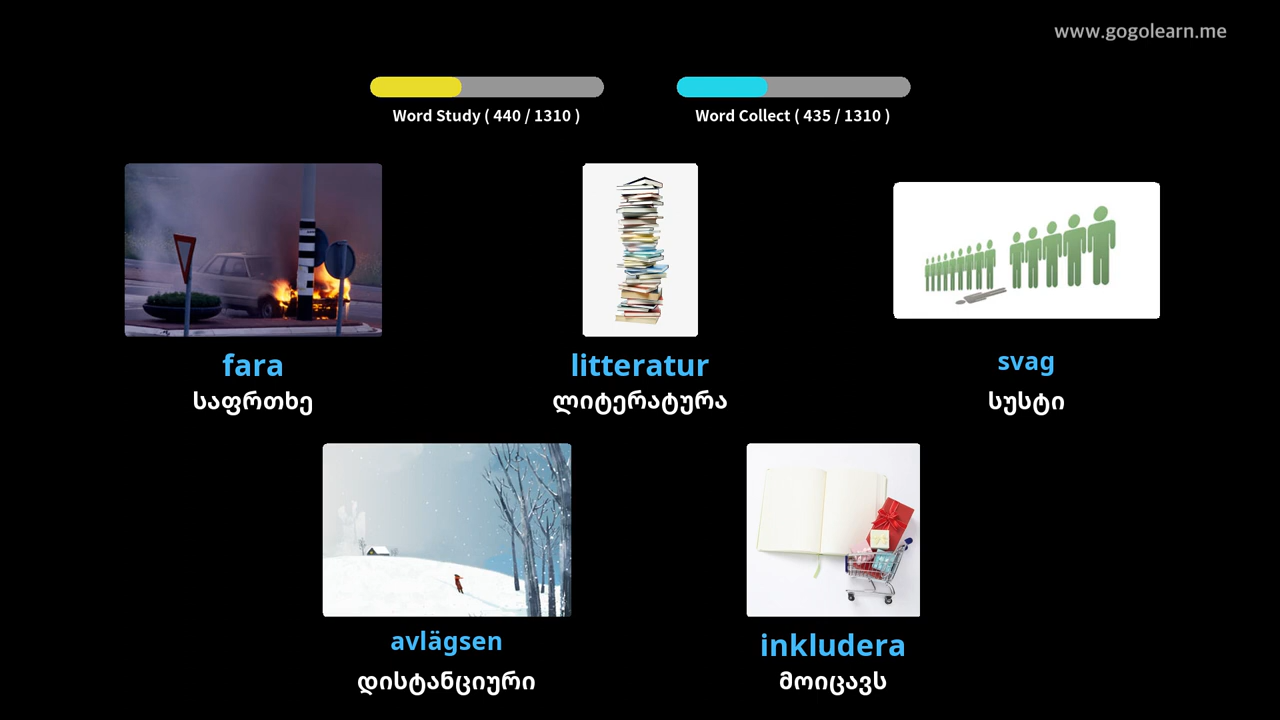 www.gogolearn.me
Word Study ( 440 / 1310 )
Word Collect ( 435 / 1310 )
fara
საფრთხე
litteratur
ლიტერატურა
svag
სუსტი
avlägsen
დისტანციური
inkludera
მოიცავს